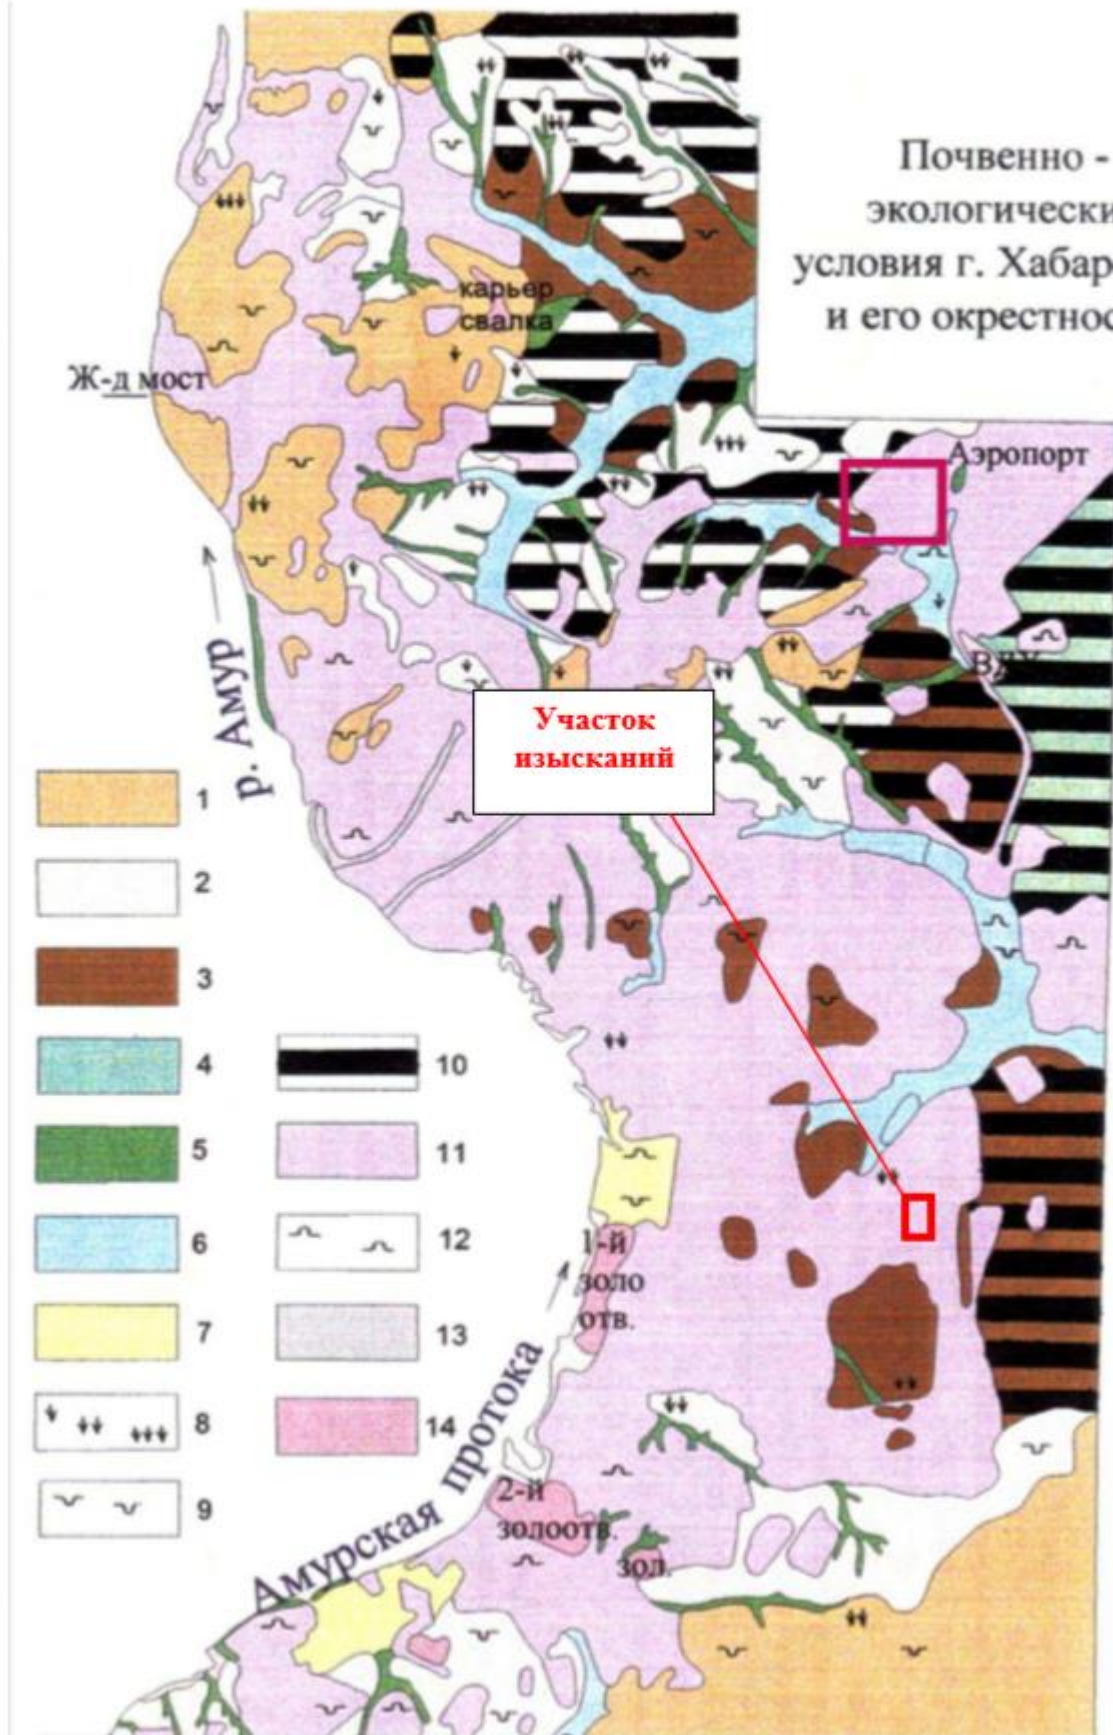 Почвенно -
экологически
условия г. Хабар
и его окрестнос
карьер
свалка
Ж-д мост
Аэропорт
р. Амур
Участок
изысканий
1
2
3
4
5
6
7
8
9
10
11
12
13
14
1-й
золо
отв.
Амурская протока
2-й
золоотв.
зол.